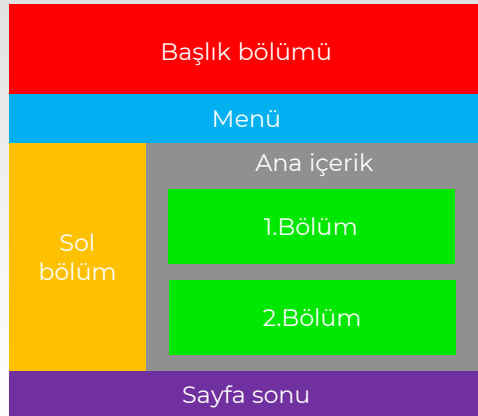 Başlık bölümü
Menü
Ana içerik
Sol
bölüm
1.Bölüm
2.Bölüm
Sayfa sonu